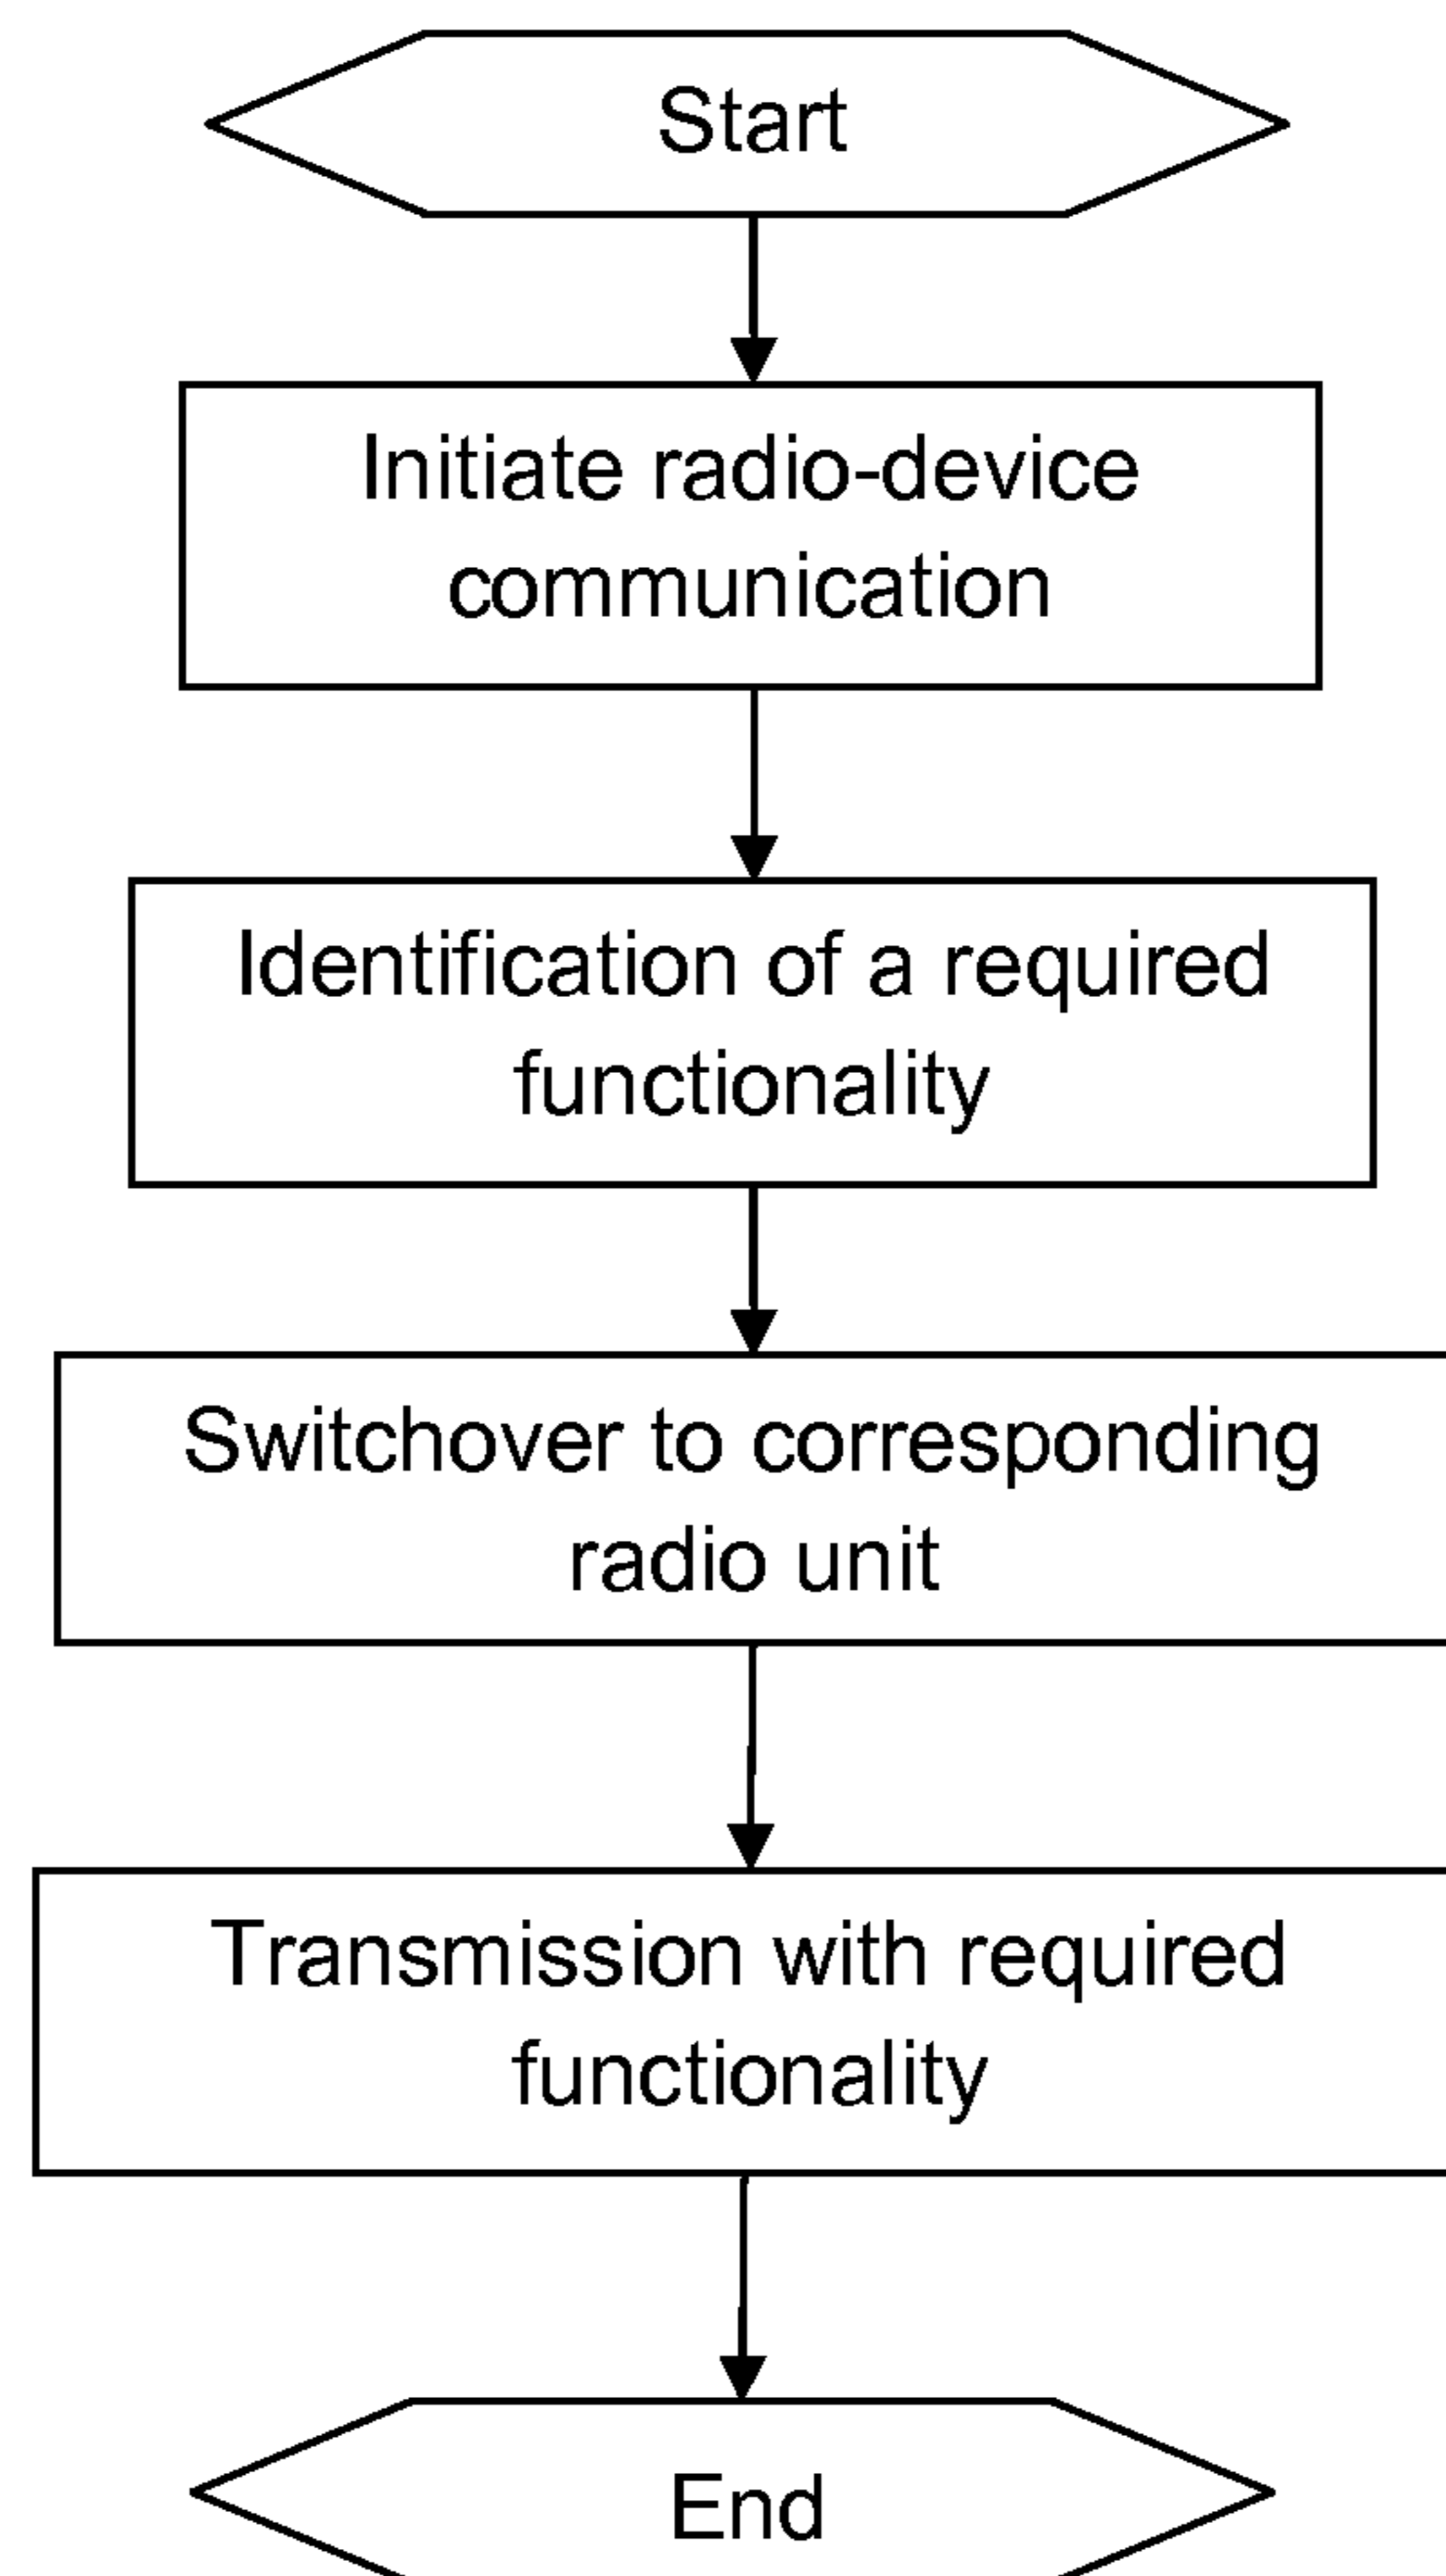 Start
Initiate radio-device
communication
Identification of a required
functionality
Switchover to corresponding
radio unit
Transmission with required
functionality
End